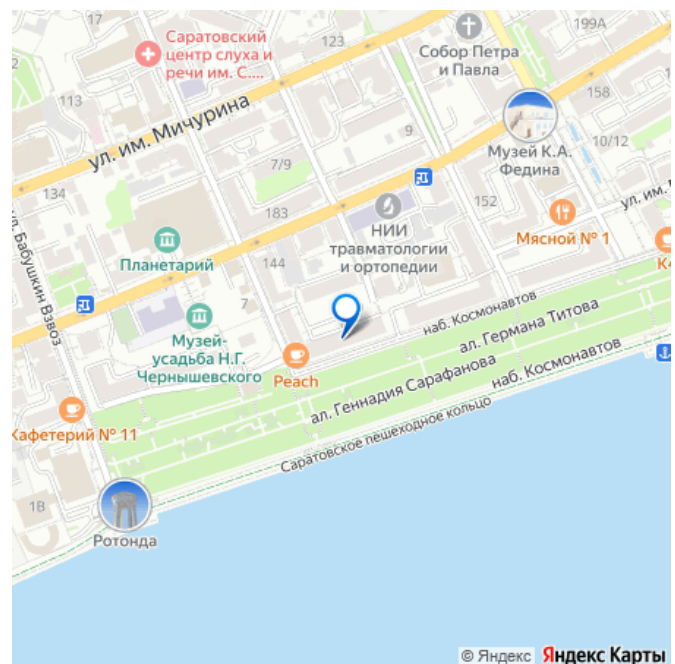 17
Саратовский
центр слуха и
речи им. С....
123
199А
Собор Петра
и Павла
113
ул. им. Мичурина
158
9
10/12
Музей К.А.
Федина
7/9
134
183
152
НИИ
травматологии
и ортопедии
ул. им.
Мясной № 1
ул. Бабушкин Взвоз
Планетарий
144
К4
7
Музей-
усадьба Н.Г.
Чернышевского
наб. Космонавтов
ал. Германа Титова
Peach
наб. Космонавтов
ал. Геннадия Сарафанова
Кафетерий № 11
Саратовское пешеходное кольцо
1В
Ротонда
© Яндекс Яндекс Карты